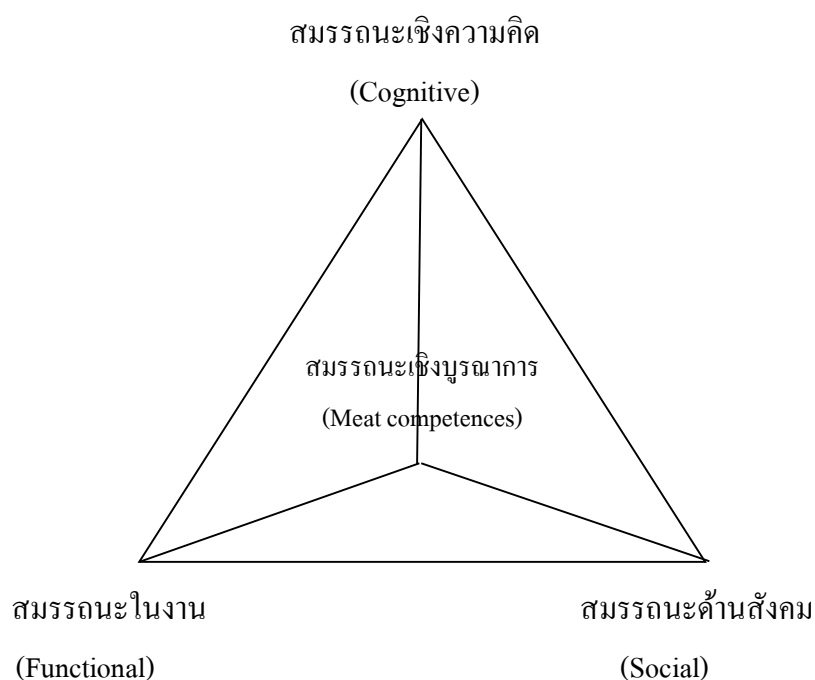 สมรรถนะเชิงความคิด
(Cognitive)
สมรรถนะเชิงบูรณาการ
(Meat competences)
สมรรถนะในงาน
(Functional)
สมรรถนะด้านสังคม
(Social)